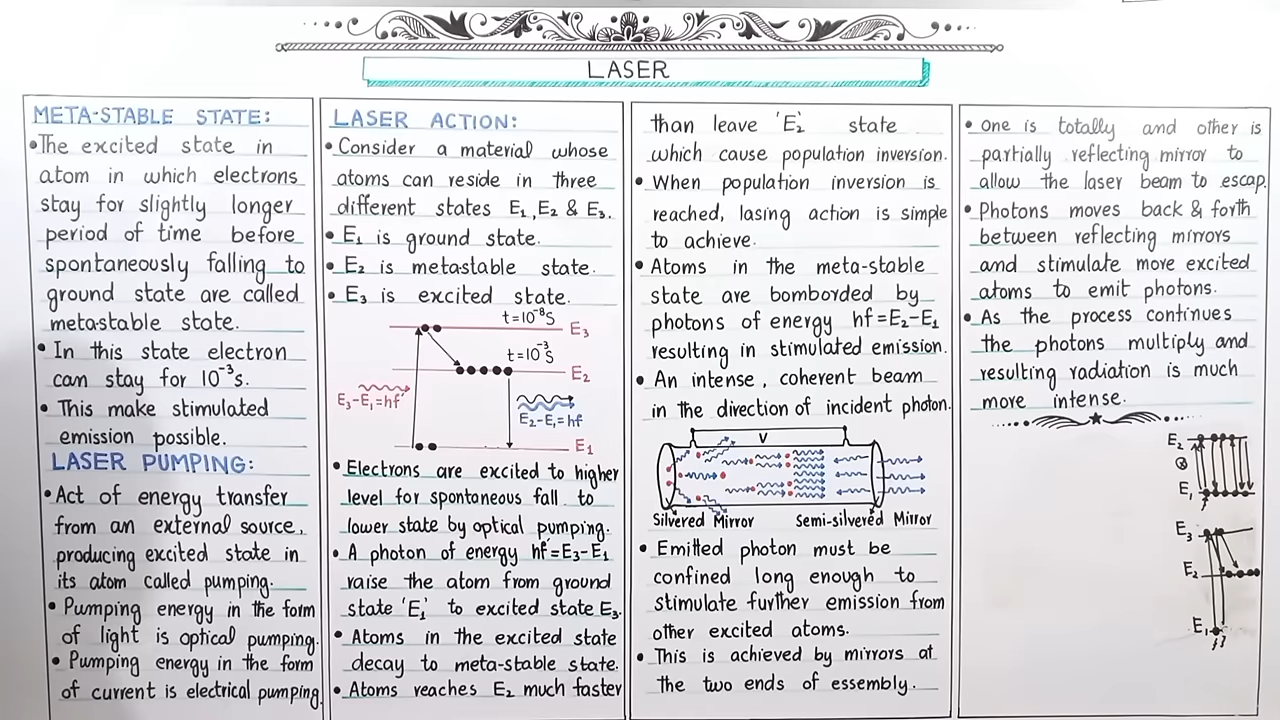 LASER
META-STABLE STATE:
•The excited state in
atom in which electrons
stay for slightly longer
period of time before
spontaneously falling to
ground state are called
metastable state.
• In this state electron
can stay for 10⁻³s.
• This make stimulated
emission possible.
LASER PUMPING:
• Act of energy transfer
from an external source,
producing excited state in
its atom called pumping.
• Pumping energy in the form
of light is optical pumping.
• Pumping energy in the form
of current is electrical pumping.
LASER ACTION:
• Consider a material whose
atoms can reside in three
different states E₁, E₂ & E₃.
• E₁ is ground state.
• E₂ is metastable state.
• E₃ is excited state.
t=10⁻⁸S
E₃
t=10⁻³S
E₂
E₃-E₁=hf'
E₂-E₁=hf
E₁
• Electrons are excited to higher
level for spontaneous fall to
lower state by optical pumping.
• A photon of energy hf'=E₃-E₁
raise the atom from ground
state 'E₁' to excited state E₃.
• Atoms in the excited state
decay to meta-stable state.
• Atoms reaches E₂ much faster
than leave 'E₂' state
which cause population inversion.
• When population inversion is
reached, lasing action is simple
to achieve.
• Atoms in the meta-stable
state are bomborded by
photons of energy hf=E₂-E₁
resulting in stimulated emission.
• An intense, coherent beam
in the direction of incident photon.
V
Silvered Mirror Semi-silvered Mirror
• Emitted photon must be
confined long enough to
stimulate further emission from
other excited atoms.
• This is achieved by mirrors at
the two ends of assembly.
• One is totally and other is
partially reflecting mirror to
allow the laser beam to escap.
• Photons moves back & forth
between reflecting mirrors
and stimulate more excited
atoms to emit photons.
• As the process continues
the photons multiply and
resulting radiation is much
more intense.
E₂
E₁
E₃
E₂
E₁